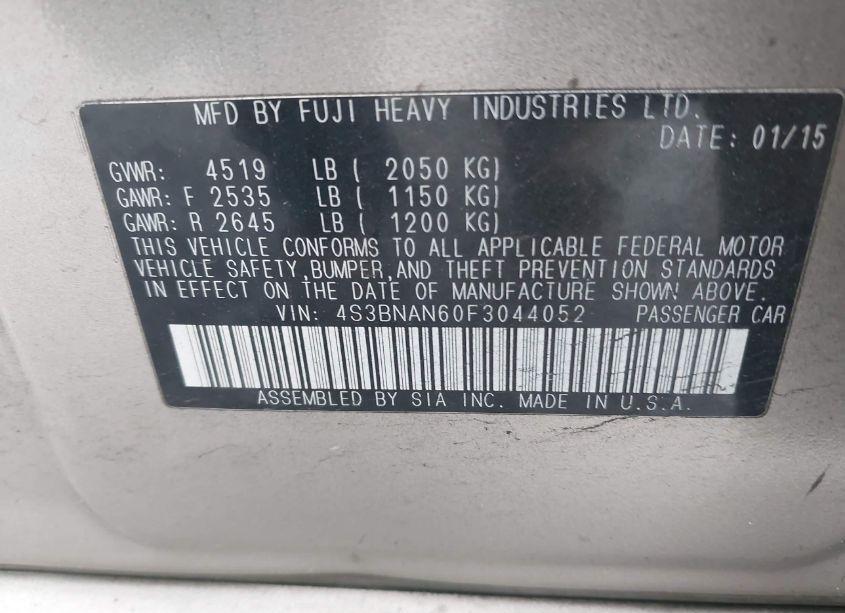 MFD BY FUJI HEAVY INDUSTRIES LTD.
DATE: 01/15
GVWR: 4519 LB ( 2050 KG)
GAWR: F 2535 LB ( 1150 KG)
GAWR: R 2645 LB ( 1200 KG)
THIS VEHICLE CONFORMS TO ALL APPLICABLE FEDERAL MOTOR
VEHICLE SAFETY,BUMPER,AND THEFT PREVENTION STANDARDS
IN EFFECT ON THE DATE OF MANUFACTURE SHOWN ABOVE.
VIN: 4S3BNAN60F3044052 PASSENGER CAR
ASSEMBLED BY SIA INC. MADE IN U.S.A.